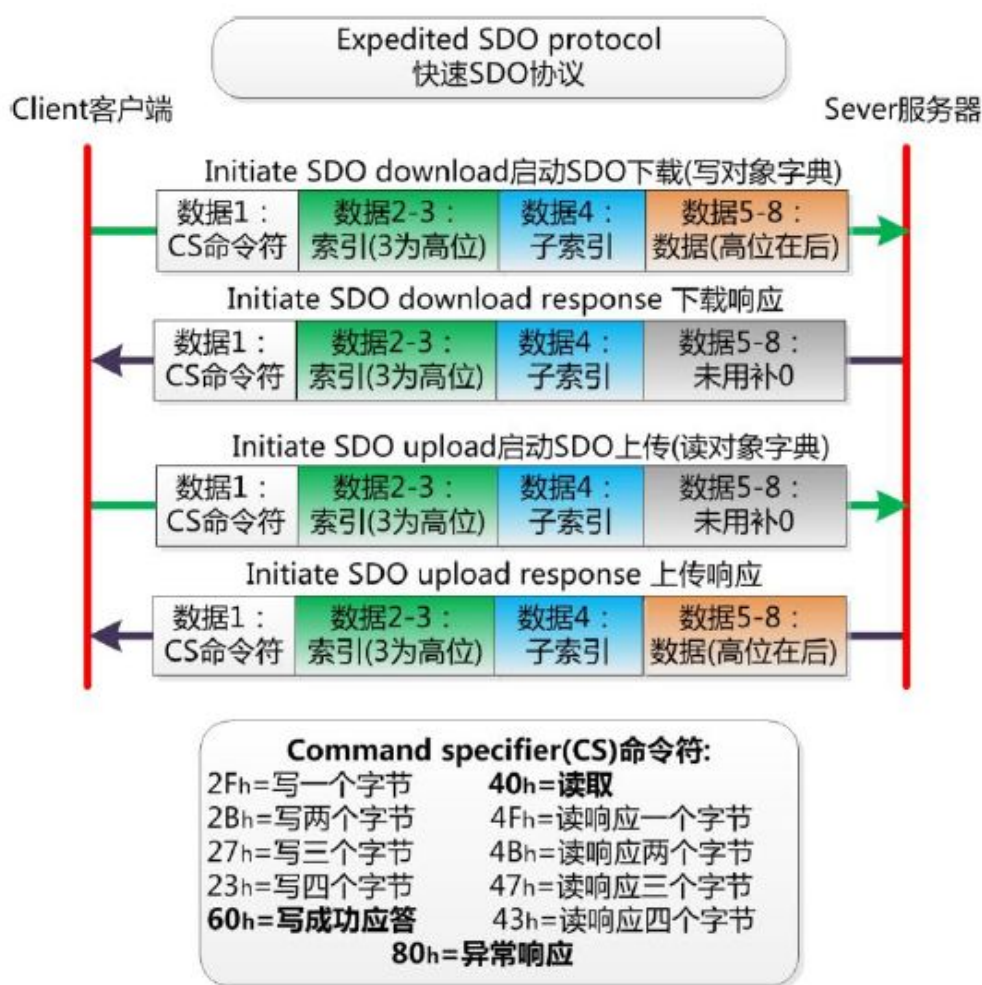 Expedited SDO protocol
快速SDO协议
Client客户端
Sever服务器
Initiate SDO download启动SDO下载(写对象字典)
数据1：
CS命令符
数据2-3：
索引(3为高位)
数据4：
子索引
数据5-8：
数据(高位在后)
Initiate SDO download response 下载响应
数据1：
CS命令符
数据2-3：
索引(3为高位)
数据4：
子索引
数据5-8：
未用补0
Initiate SDO upload启动SDO上传(读对象字典)
数据1：
CS命令符
数据2-3：
索引(3为高位)
数据4：
子索引
数据5-8：
未用补0
Initiate SDO upload response 上传响应
数据1：
CS命令符
数据2-3：
索引(3为高位)
数据4：
子索引
数据5-8：
数据(高位在后)
Command specifier(CS)命令符:
2Fh=写一个字节
40h=读取
2Bh=写两个字节
4Fh=读响应一个字节
27h=写三个字节
4Bh=读响应两个字节
23h=写四个字节
47h=读响应三个字节
60h=写成功应答
43h=读响应四个字节
80h=异常响应